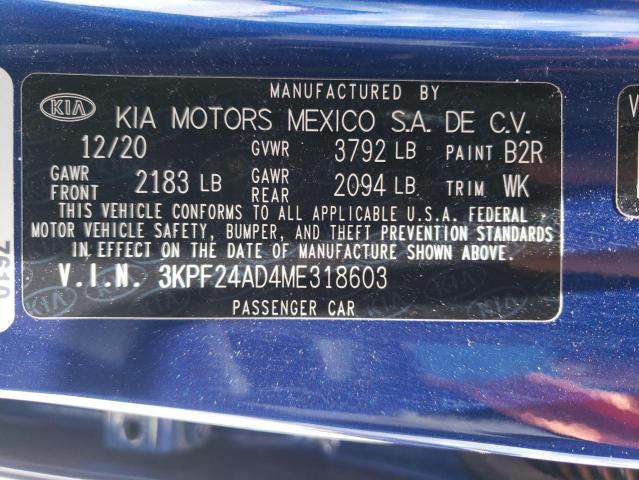 MANUFACTURED BY
KIA KIA MOTORS MEXICO S.A. DE C.V.
12/20 GVWR 3792 LB PAINT B2R
GAWR FRONT 2183 LB GAWR REAR 2094 LB TRIM WK
THIS VEHICLE CONFORMS TO ALL APPLICABLE U.S.A. FEDERAL
MOTOR VEHICLE SAFETY, BUMPER, AND THEFT PREVENTION STANDARDS
IN EFFECT ON THE DATE OF MANUFACTURE SHOWN ABOVE.
V.I.N. 3KPF24AD4ME318603
PASSENGER CAR